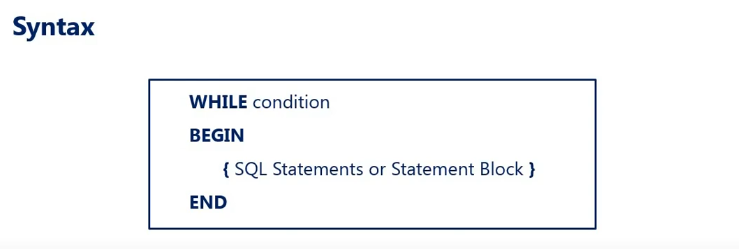 Syntax
WHILE condition
BEGIN
{ SQL Statements or Statement Block }
END